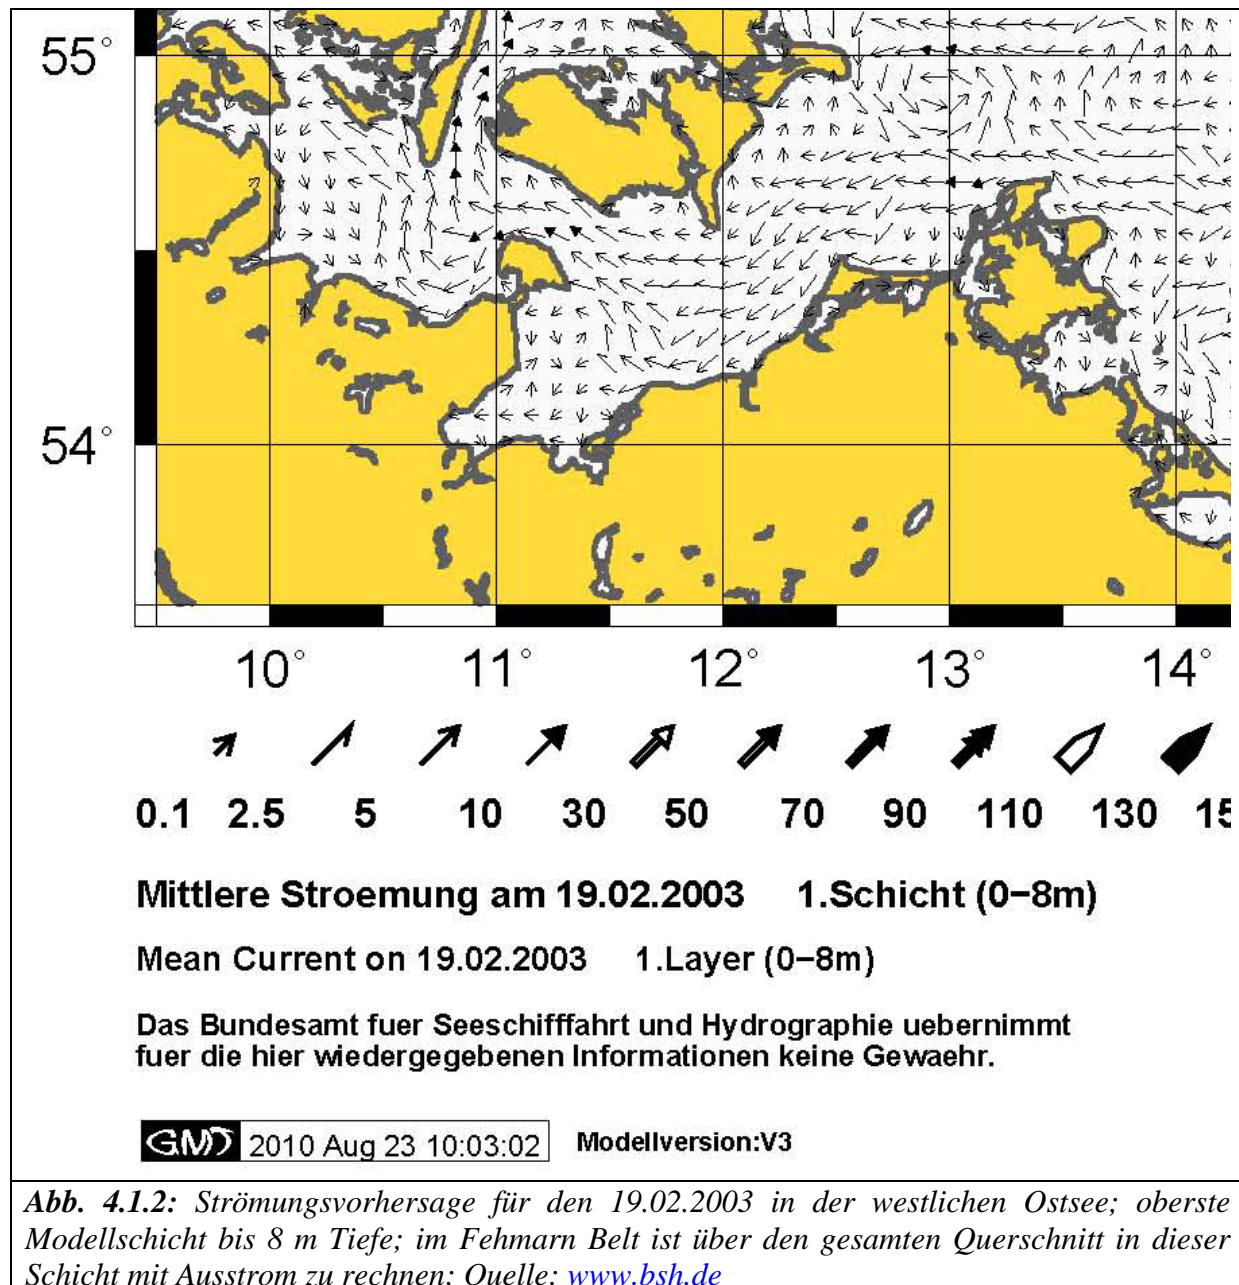 55°
54°
10° 11° 12° 13° 14°
0.1 2.5 5 10 30 50 70 90 110 130 15
Mittlere Stroemung am 19.02.2003 1.Schicht (0−8m)
Mean Current on 19.02.2003 1.Layer (0−8m)
Das Bundesamt fuer Seeschifffahrt und Hydrographie uebernimmt
fuer die hier wiedergegebenen Informationen keine Gewaehr.
GMT 2010 Aug 23 10:03:02 Modellversion:V3
Abb. 4.1.2: Strömungsvorhersage für den 19.02.2003 in der westlichen Ostsee; oberste
Modellschicht bis 8 m Tiefe; im Fehmarn Belt ist über den gesamten Querschnitt in dieser
Schicht mit Ausstrom zu rechnen; Quelle: www.bsh.de